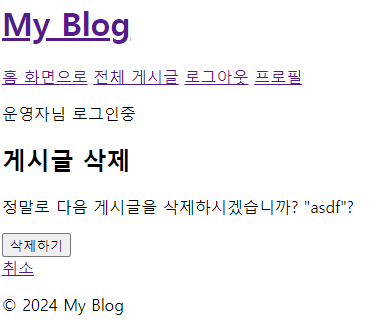 My Blog
홈 화면으로 전체 게시글 로그아웃 프로필
운영자님 로그인중
게시글 삭제
정말로 다음 게시글을 삭제하시겠습니까? "asdf"?
삭제하기
취소
© 2024 My Blog